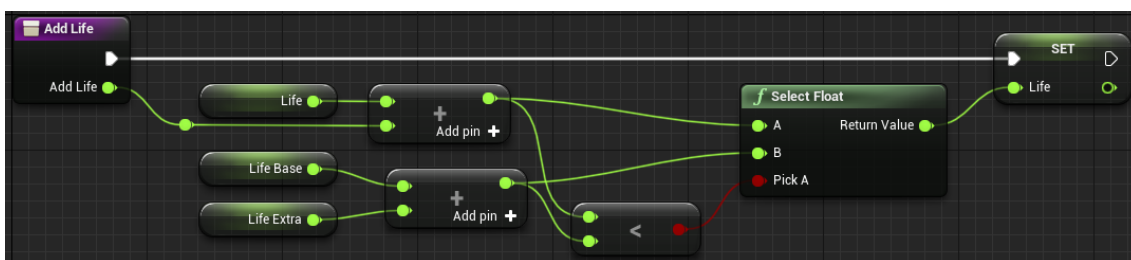 Add Life
SET
Add Life
Life
+
Add pin +
f Select Float
Life
A
Return Value
B
Life Base
Pick A
+
Add pin +
Life Extra
<